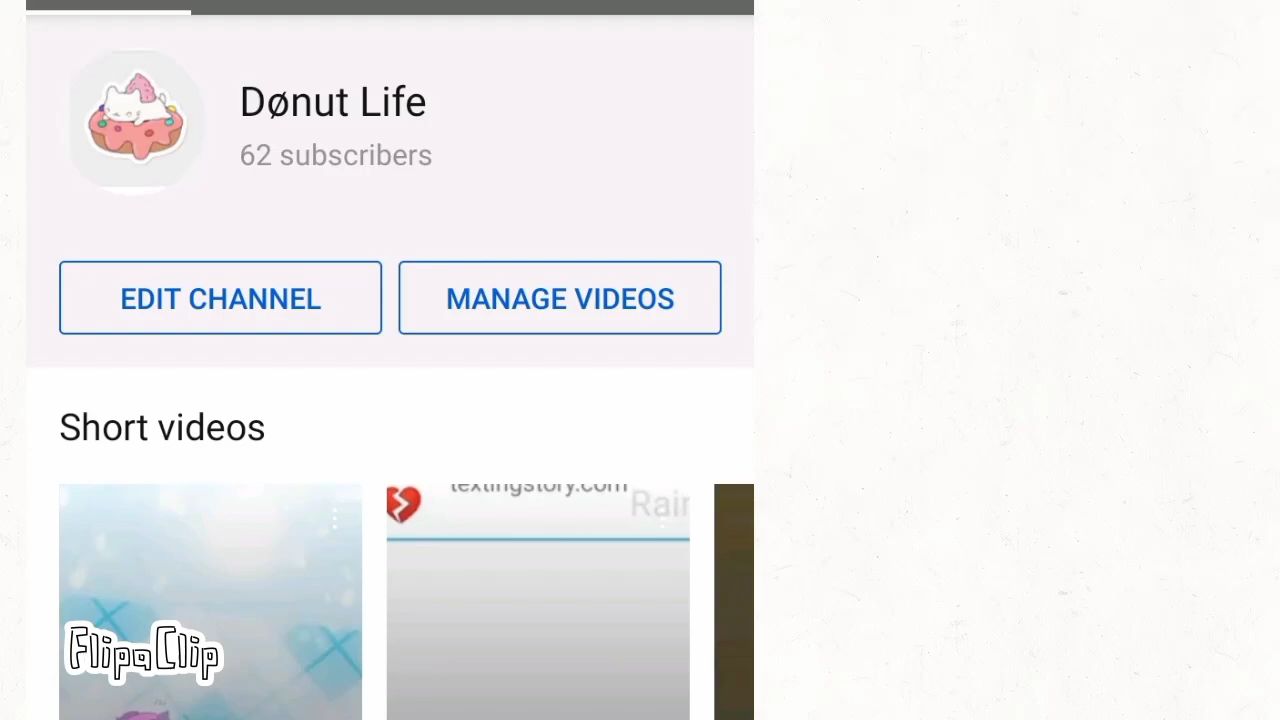 Dønut Life
62 subscribers
EDIT CHANNEL
MANAGE VIDEOS
Short videos
textingstory.com
FlipaClip